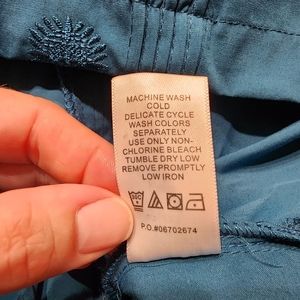 MACHINE WASH
COLD
DELICATE CYCLE
WASH COLORS
SEPARATELY
USE ONLY NON-
CHLORINE BLEACH
TUMBLE DRY LOW
REMOVE PROMPTLY
LOW IRON
P.O.#06702674